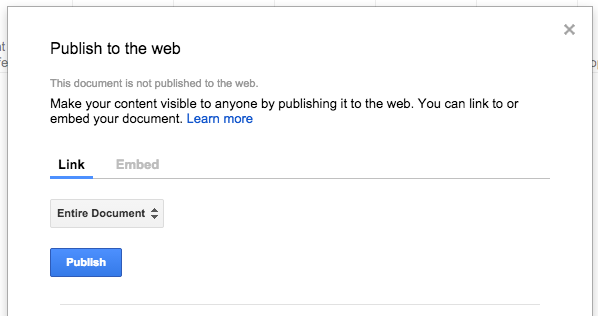 Publish to the web
This document is not published to the web.
Make your content visible to anyone by publishing it to the web. You can link to or
embed your document. Learn more
Link Embed
Entire Document
Publish